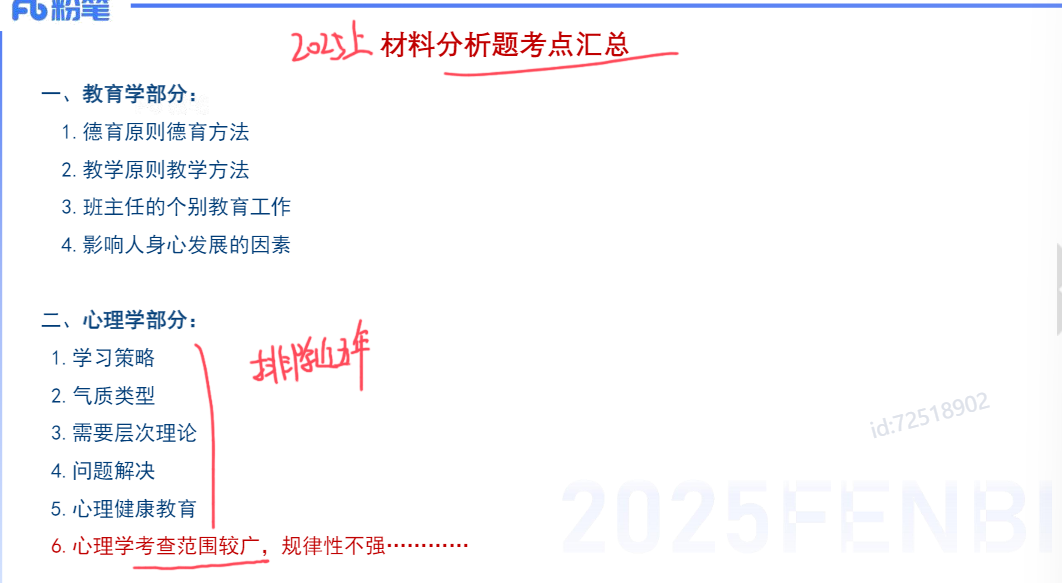 粉笔
2025上 材料分析题考点汇总
一、教育学部分：
1. 德育原则德育方法
2. 教学原则教学方法
3. 班主任的个别教育工作
4. 影响人身心发展的因素
二、心理学部分：
1. 学习策略
排除近5年
2. 气质类型
3. 需要层次理论
4. 问题解决
5. 心理健康教育
6. 心理学考查范围较广，规律性不强…………
id:72518902
2025FENBI